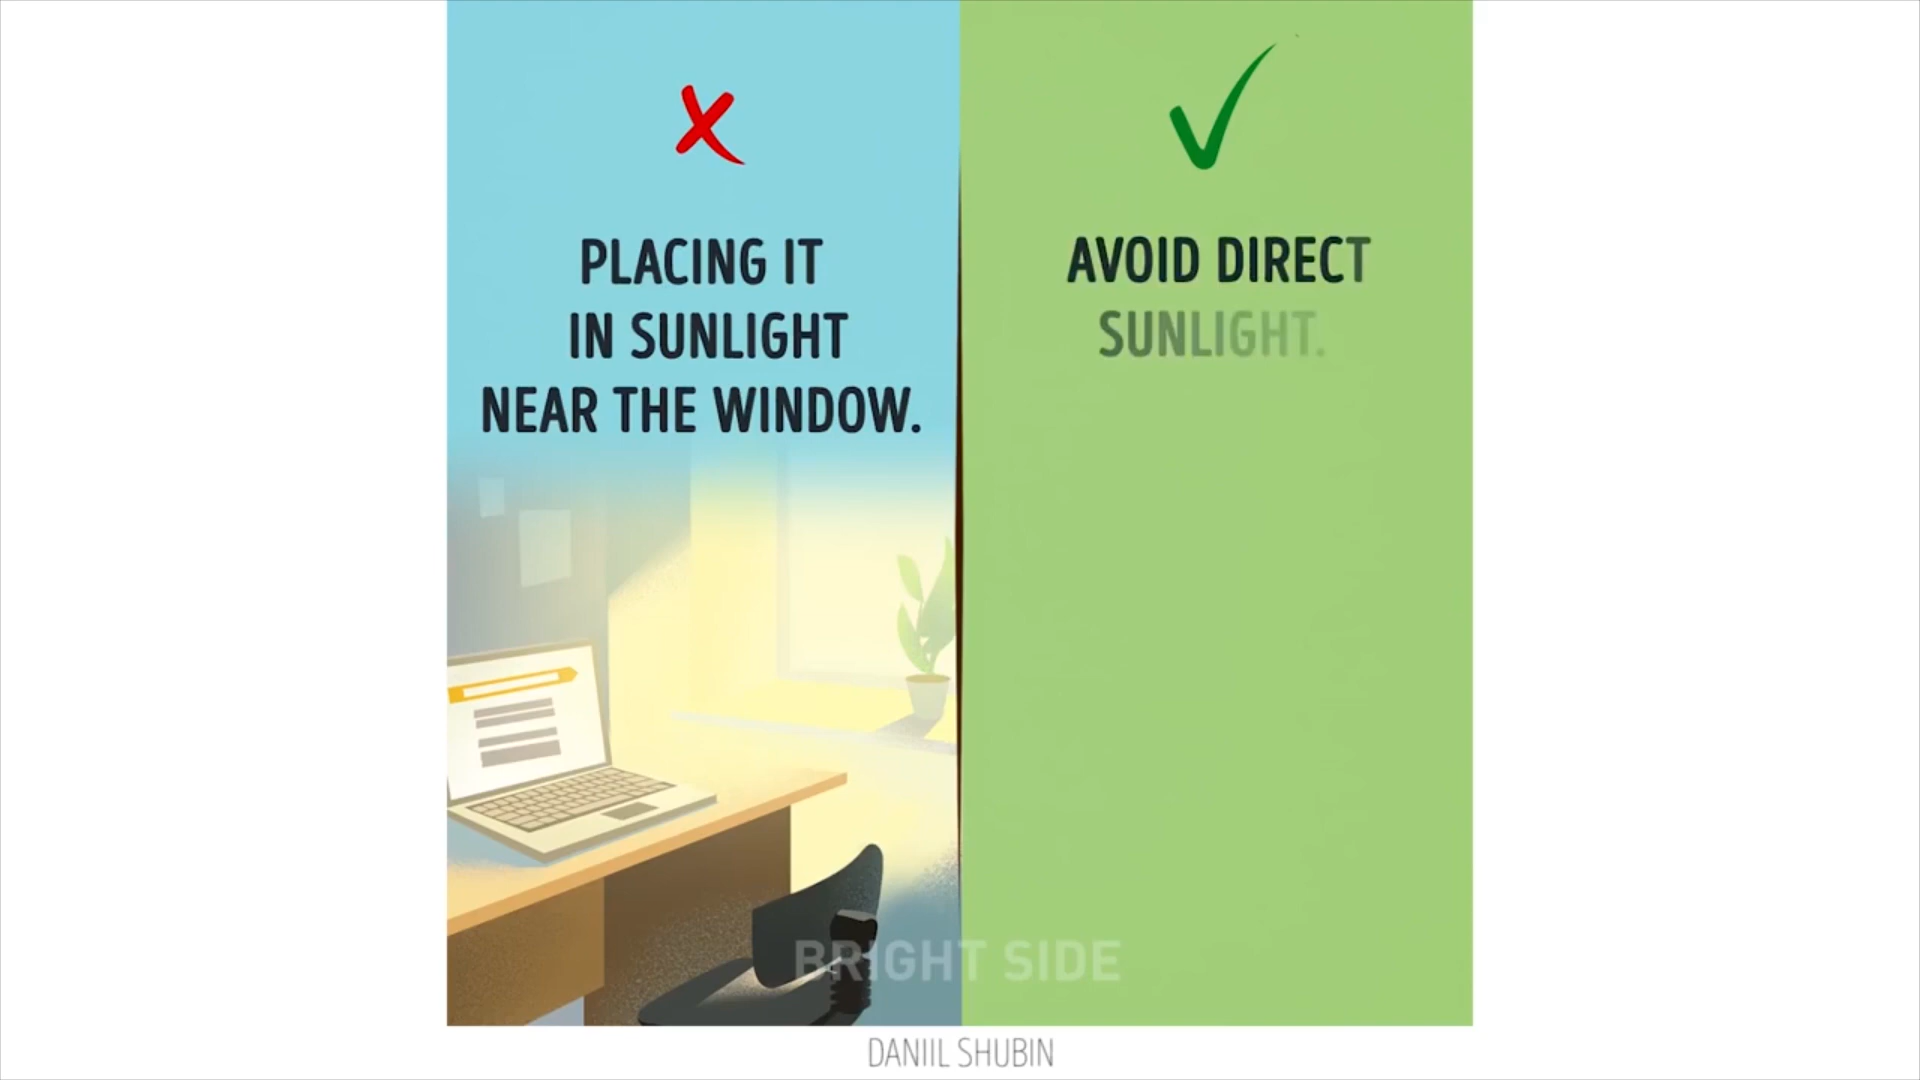 PLACING IT
IN SUNLIGHT
NEAR THE WINDOW.
AVOID DIRECT
SUNLIGHT.
BRIGHT SIDE
DANIIL SHUBIN